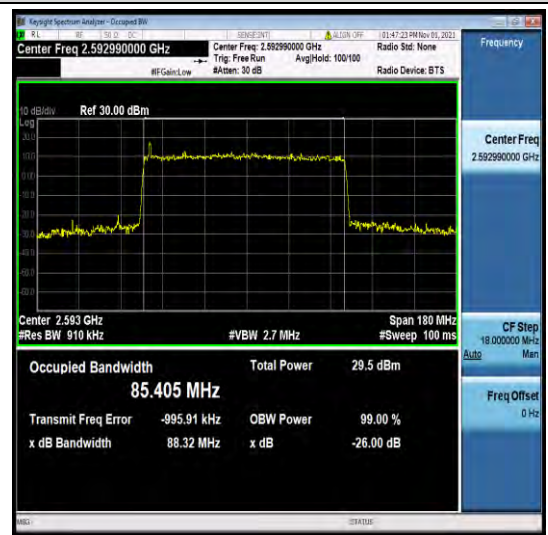 Keysight Spectrum Analyzer - Occupied BW
RL RF 50 Ω DC SENSE:INT ALIGN OFF 01:47:23 PM Nov 01, 2021
Center Freq 2.592990000 GHz Center Freq: 2.592990000 GHz Radio Std: None
Trig: Free Run Avg|Hold: 100/100
#IFGain:Low #Atten: 30 dB Radio Device: BTS
Frequency
10 dB/div Ref 30.00 dBm
Log
Center Freq
2.592990000 GHz
Center 2.593 GHz Span 180 MHz
#Res BW 910 kHz #VBW 2.7 MHz #Sweep 100 ms
CF Step
18.000000 MHz
Auto Man
Occupied Bandwidth Total Power 29.5 dBm
85.405 MHz
Freq Offset
0 Hz
Transmit Freq Error -995.91 kHz OBW Power 99.00 %
x dB Bandwidth 88.32 MHz x dB -26.00 dB
MSG STATUS